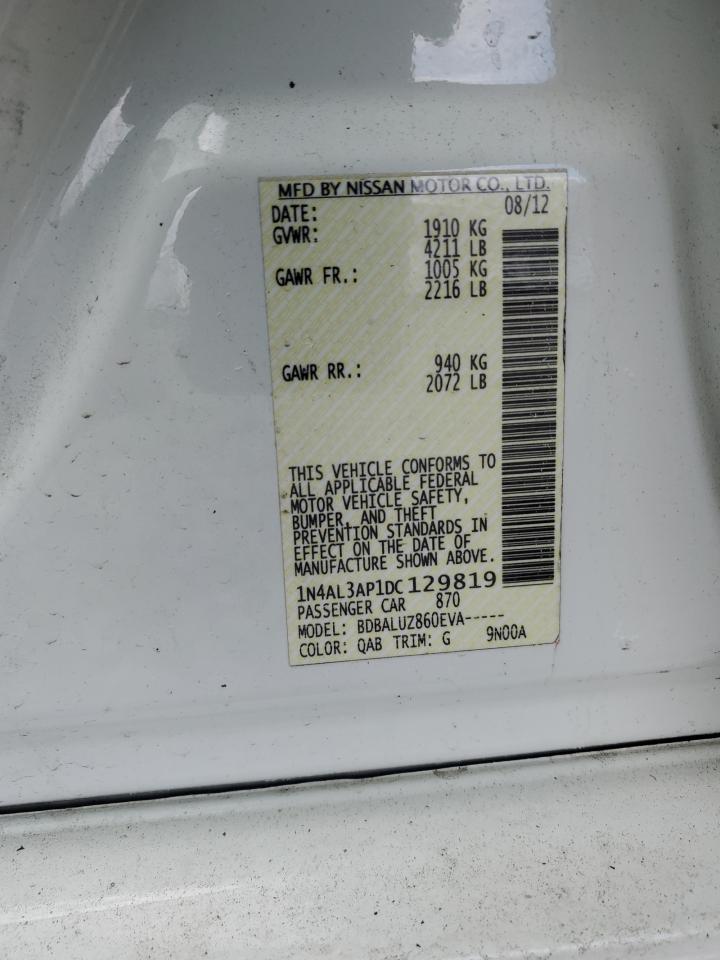 MFD BY NISSAN MOTOR CO., LTD.
DATE: 08/12
GVWR: 1910 KG
4211 LB
GAWR FR.: 1005 KG
2216 LB
GAWR RR.: 940 KG
2072 LB
THIS VEHICLE CONFORMS TO
ALL APPLICABLE FEDERAL
MOTOR VEHICLE SAFETY,
BUMPER, AND THEFT
PREVENTION STANDARDS IN
EFFECT ON THE DATE OF
MANUFACTURE SHOWN ABOVE.
1N4AL3AP1DC129819
PASSENGER CAR 870
MODEL: BDBALUZ860EVA-----
COLOR: QAB TRIM: G 9N00A